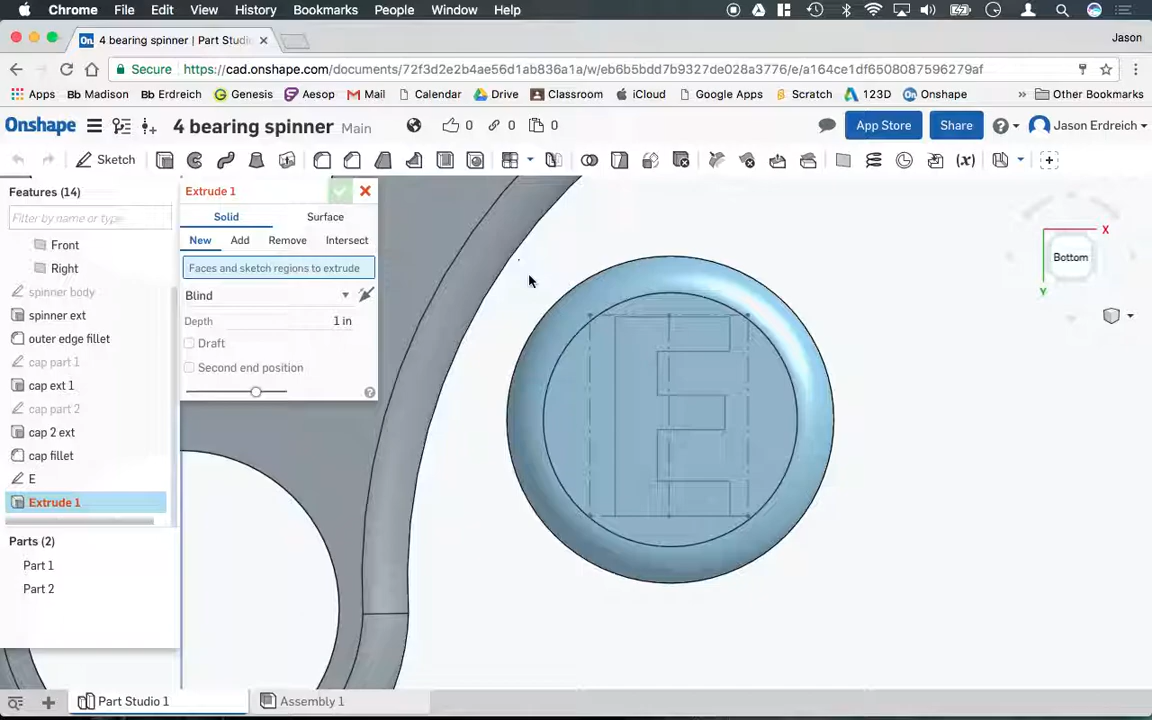 Chrome File Edit View History Bookmarks People Window Help
On 4 bearing spinner | Part Studi ×
Jason
Secure https://cad.onshape.com/documents/72f3d2e2b4ae56d1ab836a1a/w/eb6b5bdd7b9327de028a3776/e/a164ce1df6508087596279af
Apps Bb Madison Bb Erdreich Genesis Aesop Mail Calendar Drive Classroom iCloud Google Apps Scratch 123D Onshape » Other Bookmarks
Onshape 4 bearing spinner Main 0 0 0 App Store Share Jason Erdreich
Sketch (x)
Features (14)
Filter by name or type
Front
Right
spinner body
spinner ext
outer edge fillet
cap part 1
cap ext 1
cap part 2
cap 2 ext
cap fillet
E
Extrude 1
Parts (2)
Part 1
Part 2
Extrude 1
Solid Surface
New Add Remove Intersect
Faces and sketch regions to extrude
Blind
Depth 1 in
Draft
Second end position
E
X
Bottom
Y
Part Studio 1 Assembly 1